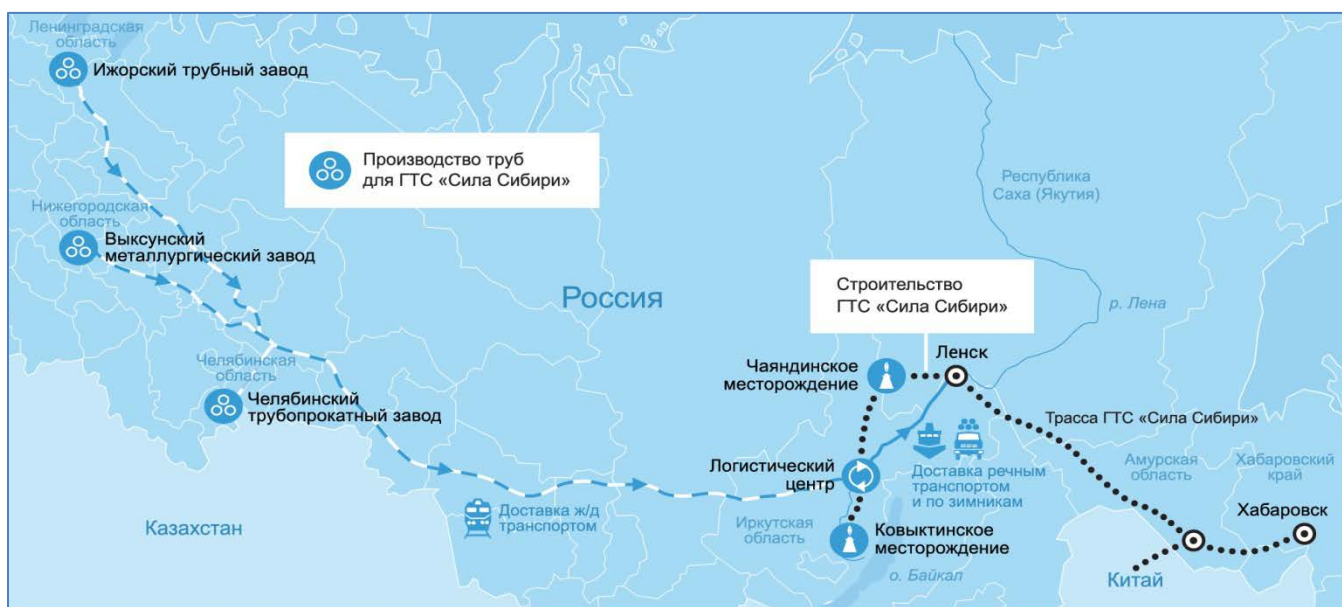 Ленинградская
область
Ижорский трубный завод
Производство труб
для ГТС «Сила Сибири»
Нижегородская
область
Выксунский
металлургический завод
Россия
Республика
Саха (Якутия)
Строительство
ГТС «Сила Сибири»
р. Лена
Челябинская
область
Челябинский
трубопрокатный завод
Чаяндинское
месторождение
Ленск
Трасса ГТС «Сила Сибири»
Логистический
центр
Доставка речным
транспортом
и по зимникам
Амурская
область
Хабаровский
край
Казахстан
Доставка ж/д
транспортом
Иркутская
область
Ковыктинское
месторождение
о. Байкал
Хабаровск
Китай